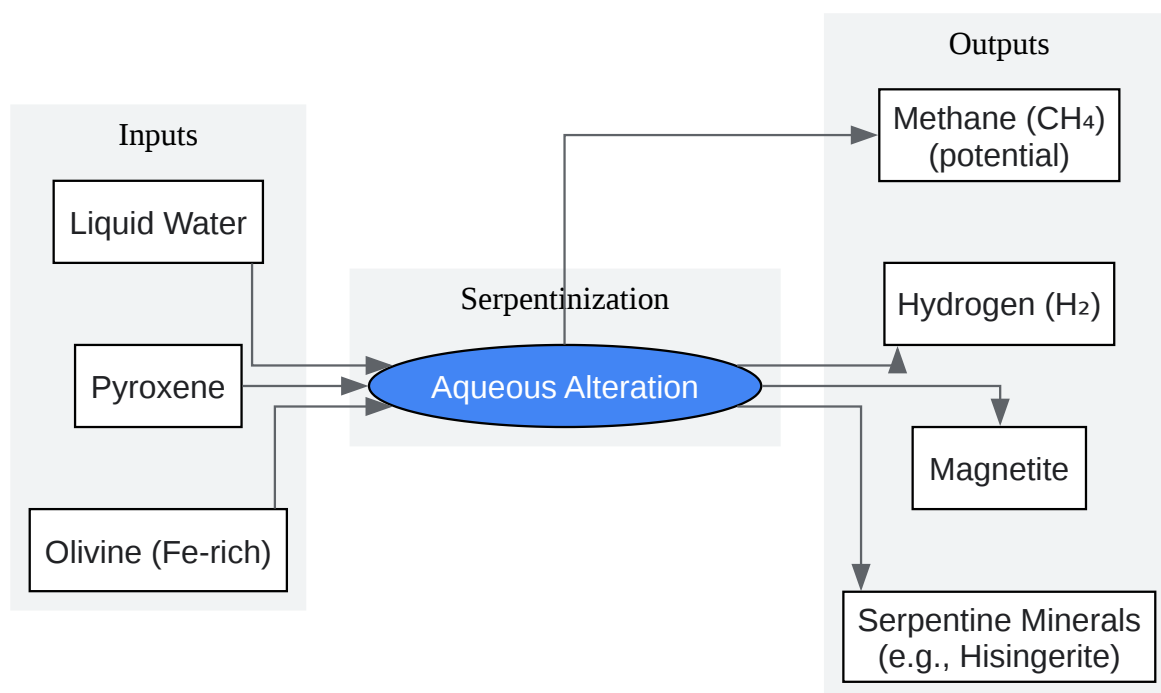 Inputs
Liquid Water
Pyroxene
Olivine (Fe-rich)
Serpentinization
Aqueous Alteration
Outputs
Methane (CH₄)
(potential)
Hydrogen (H₂)
Magnetite
Serpentine Minerals
(e.g., Hisingerite)